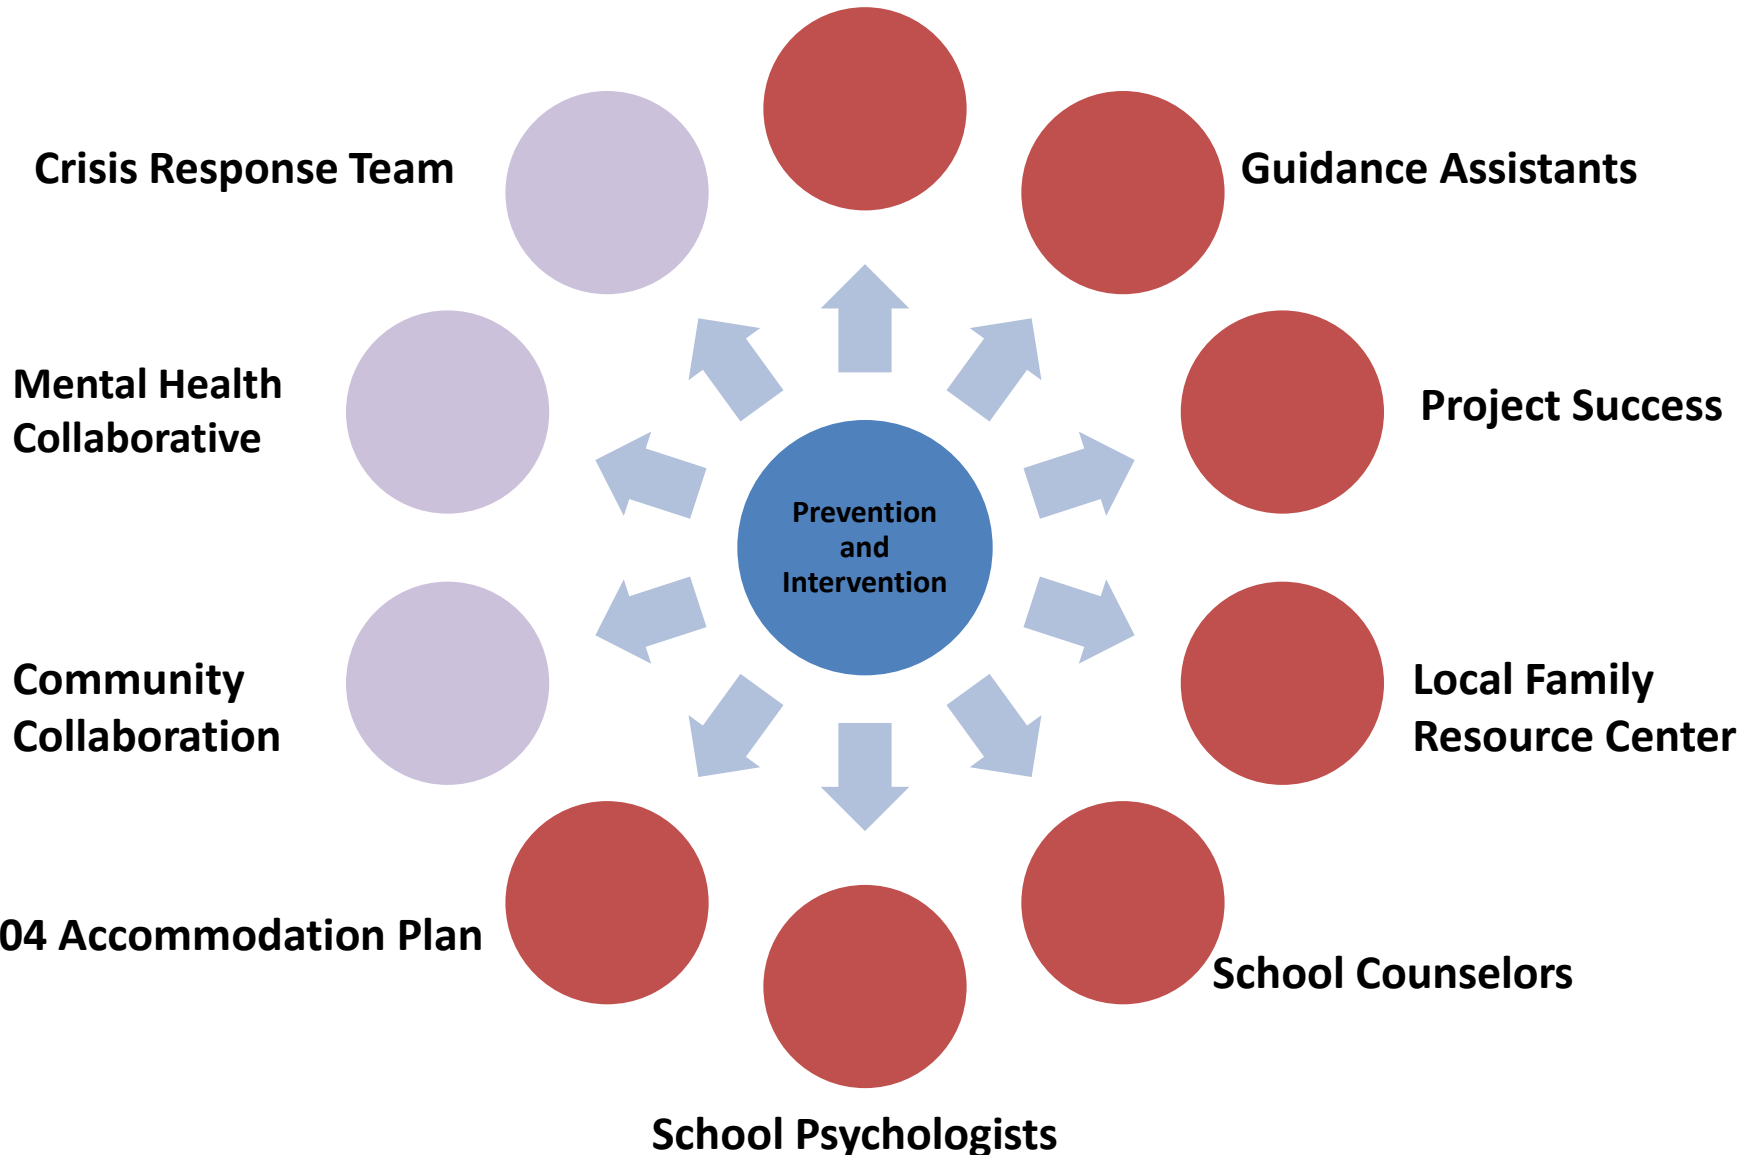 Crisis Response Team
Guidance Assistants
Mental Health
Collaborative
Project Success
Prevention
and
Intervention
Community
Collaboration
Local Family
Resource Center
04 Accommodation Plan
School Counselors
School Psychologists